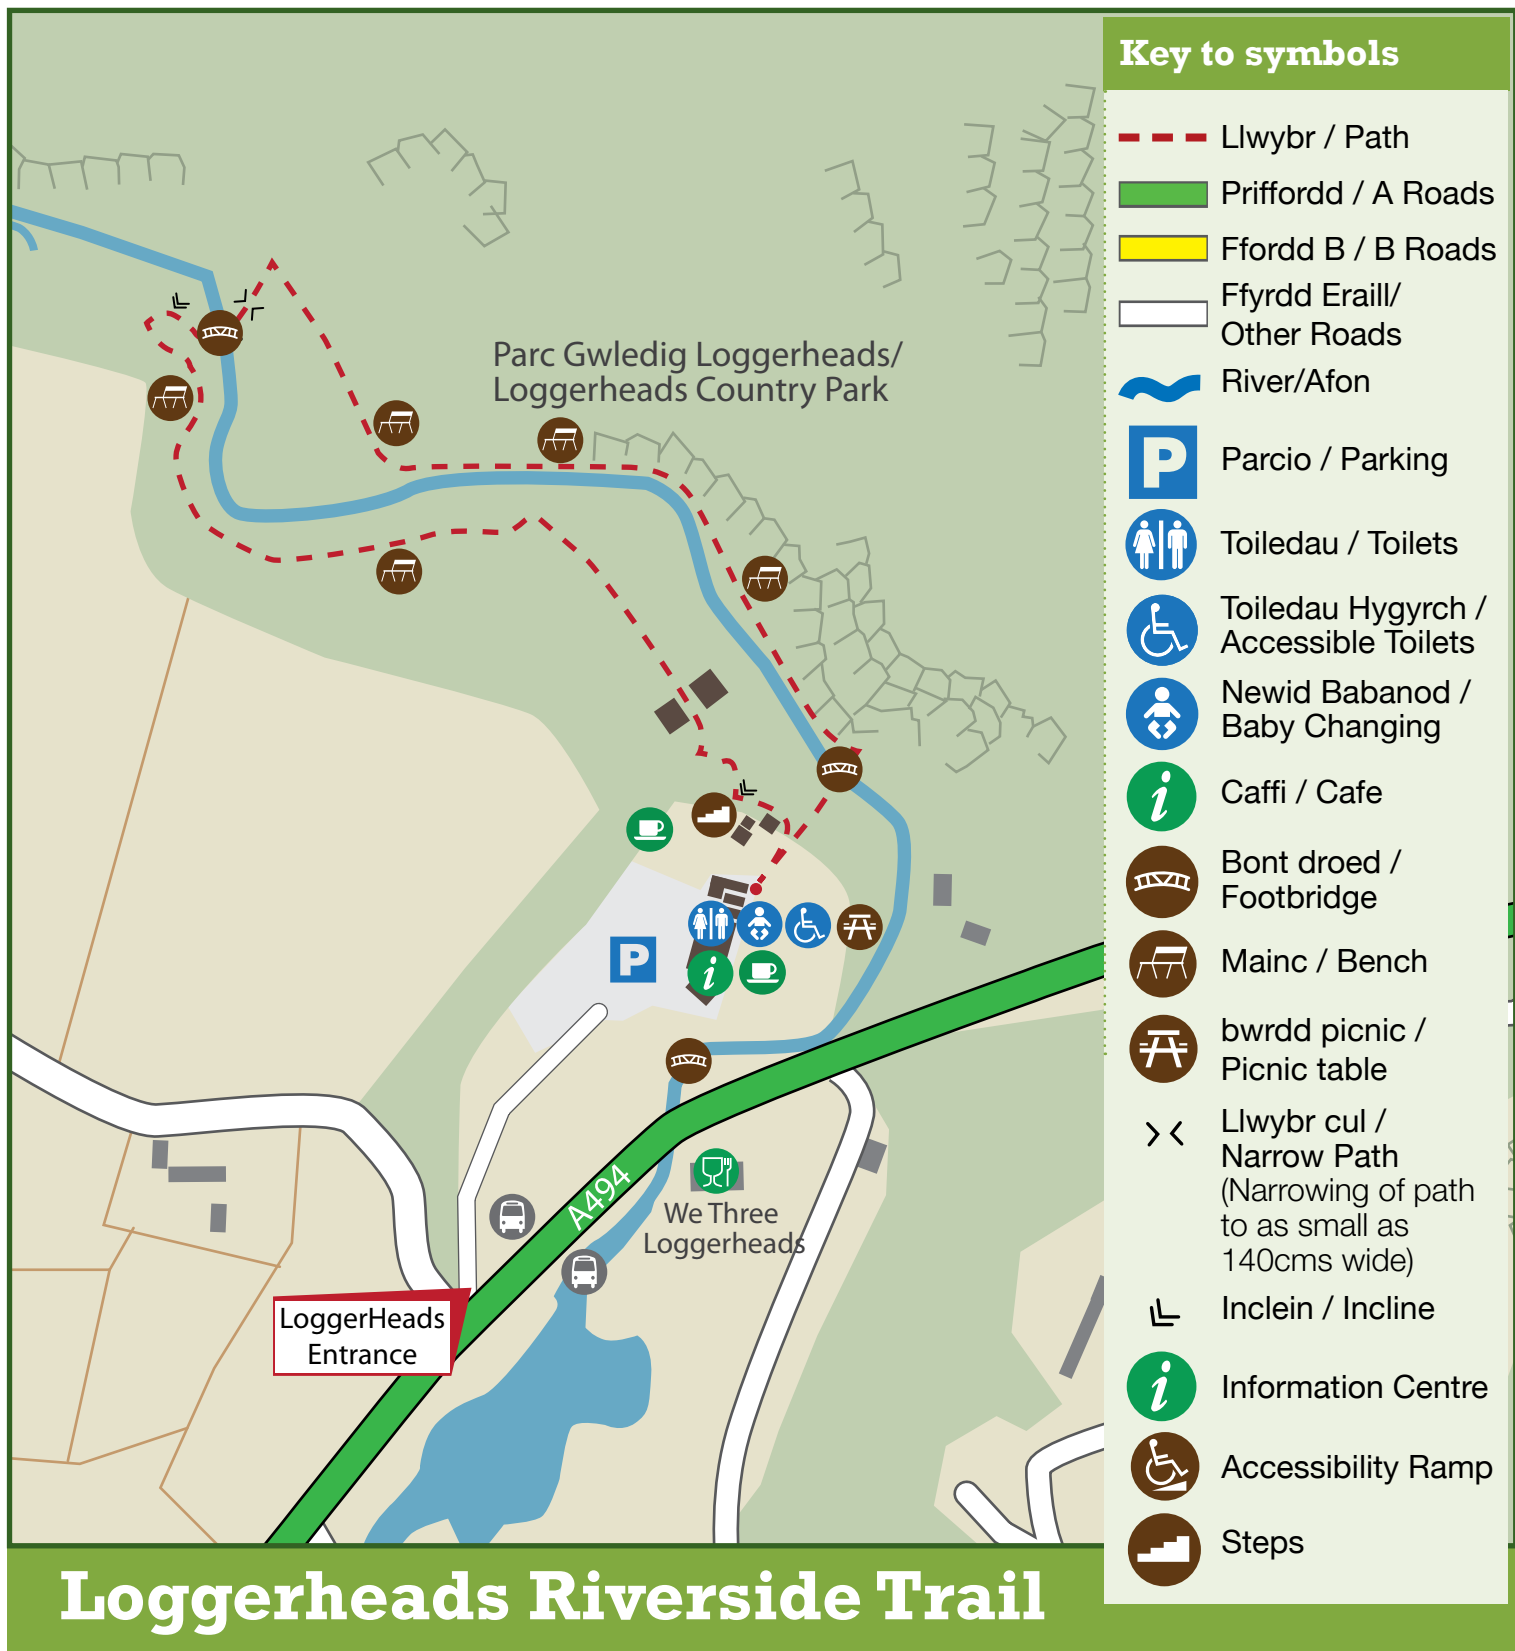 Key to symbols
Llwybr / Path
Priffordd / A Roads
Ffordd B / B Roads
Ffyrdd Eraill/
Other Roads
River/Afon
P
Parcio / Parking
Toiledau / Toilets
Toiledau Hygyrch /
Accessible Toilets
Newid Babanod /
Baby Changing
i
Caffi / Cafe
Bont droed /
Footbridge
Mainc / Bench
bwrdd picnic /
Picnic table
Llwybr cul /
Narrow Path
(Narrowing of path
to as small as
140cms wide)
Inclein / Incline
i
Information Centre
Accessibility Ramp
Steps
Parc Gwledig Loggerheads/
Loggerheads Country Park
P
i
A494
We Three
Loggerheads
LoggerHeads
Entrance
Loggerheads Riverside Trail